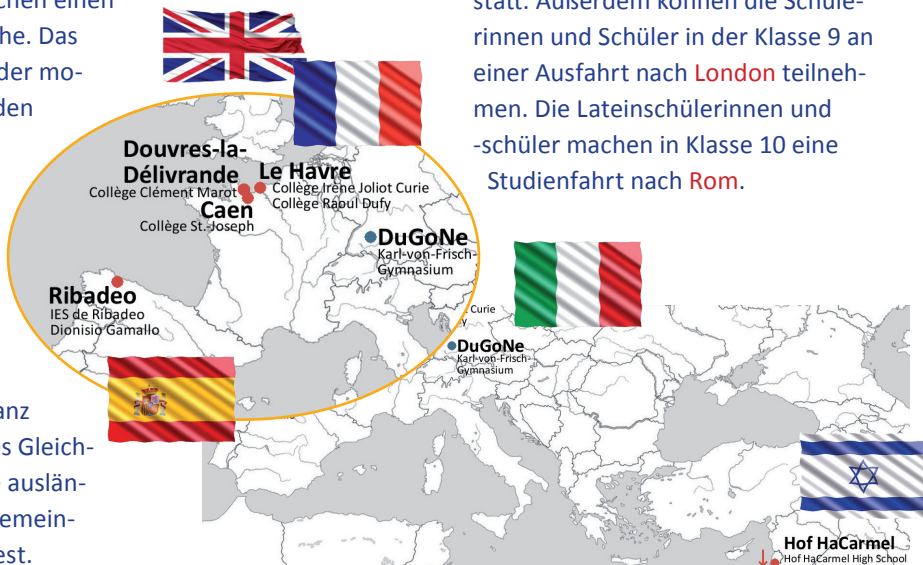 chen einen
he. Das
der mo-
den
statt. Außerdem können die Schüle-
rinnen und Schüler in der Klasse 9 an
einer Ausfahrt nach London teilneh-
men. Die Lateinschülerinnen und
-schüler machen in Klasse 10 eine
Studienfahrt nach Rom.
Douvres-la-
Délivrande
Collège Clément Marot
Le Havre
Collège Irène Joliot Curie
Collège Raoul Dufy
Caen
Collège St.-Joseph
DuGoNe
Karl-von-Frisch-
Gymnasium
Ribadeo
IES de Ribadeo
Dionisio Gamallo
Curie
y
DuGoNe
Karl-von-Frisch-
Gymnasium
anz
es Gleich-
auslän-
emein-
est.
Hof HaCarmel
Hof HaCarmel High School